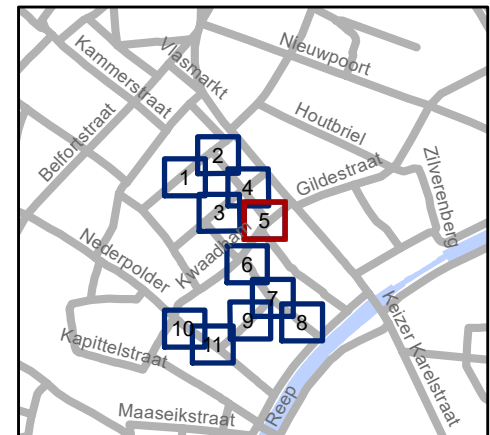 Nieuwpoort
Vlasmarkt
Kammerstraat
Houtbriel
Belfortstraat
Zilverenberg
Gildestraat
2
1
4
3
5
Kwaadham
Nederpolder
6
7
Keizer Karelstraat
10
9
8
11
Kapittelstraat
Reep
Maaseikstraat